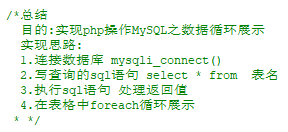 /*总结
目的:实现php操作MySQL之数据循环展示
实现思路:
1.连接数据库 mysqli_connect()
2.写查询的sql语句 select * from 表名
3.执行sql语句 处理返回值
4.在表格中foreach循环展示
* */